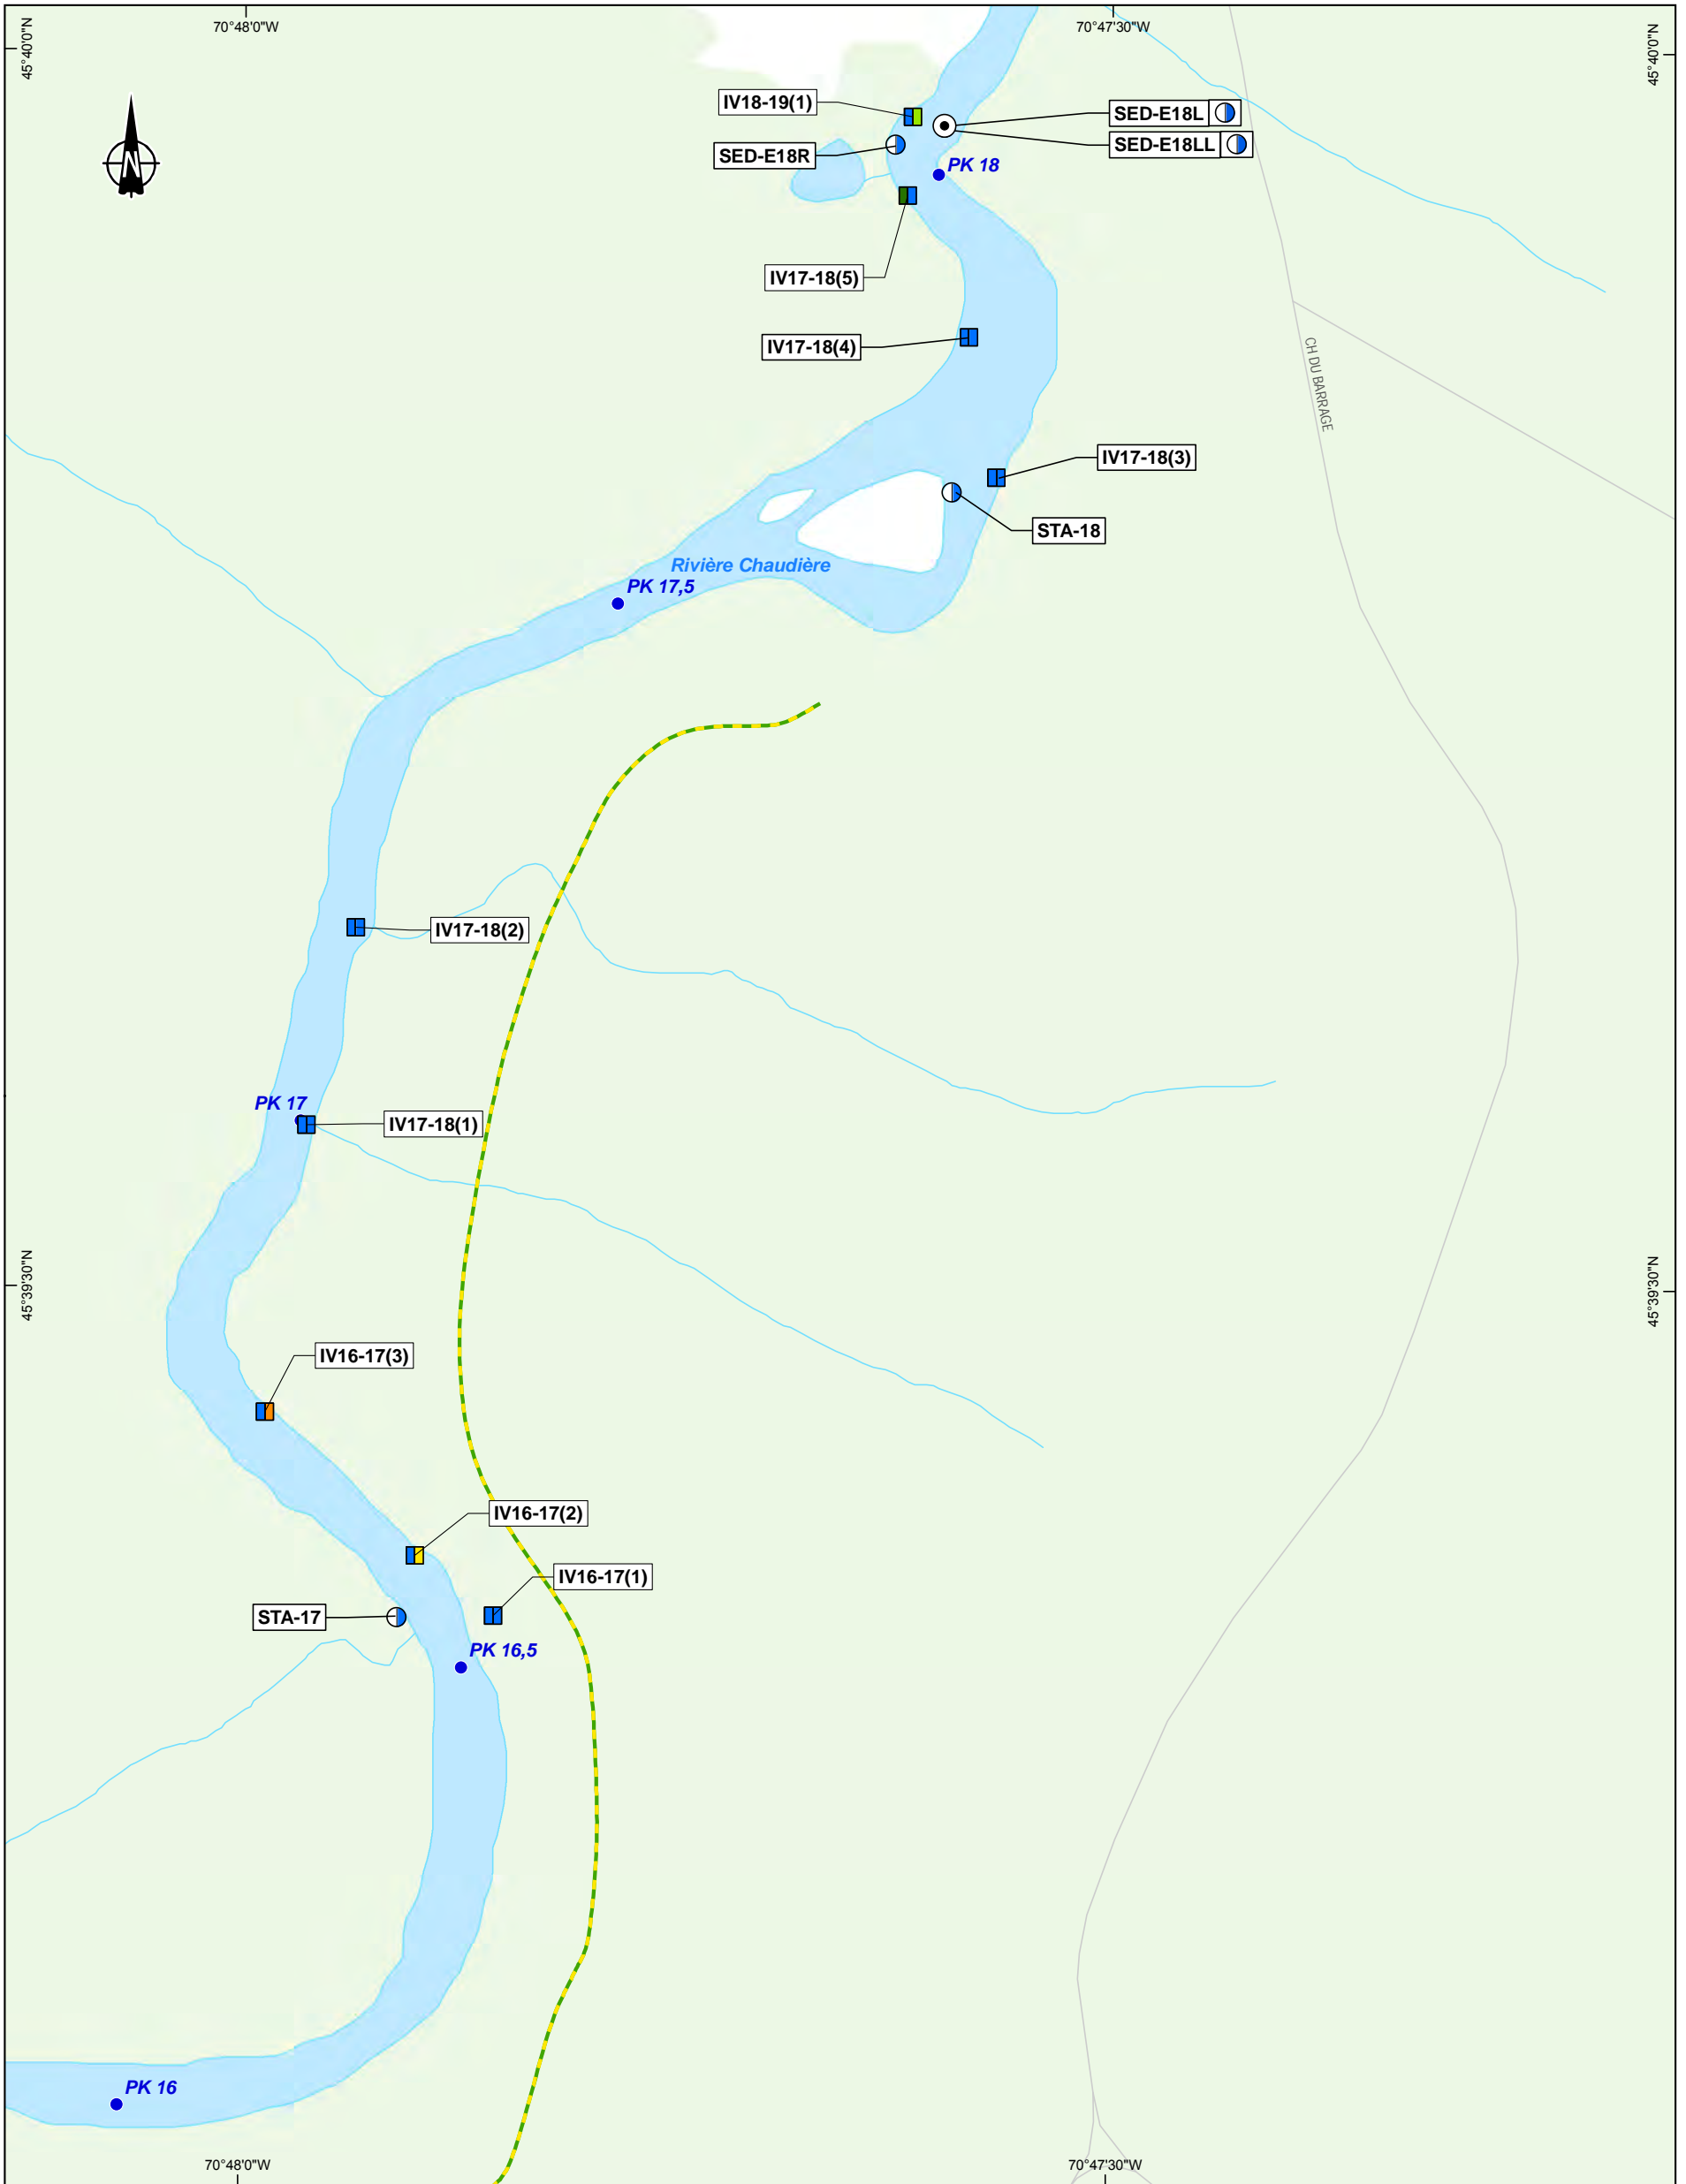 70°48'0"W
70°47'30"W
45°40'0"N
45°40'0"N
N
IV18-19(1)
SED-E18L
SED-E18LL
SED-E18R
PK 18
IV17-18(5)
IV17-18(4)
CH DU BARRAGE
IV17-18(3)
STA-18
Rivière Chaudière
PK 17,5
IV17-18(2)
PK 17
IV17-18(1)
45°39'30"N
45°39'30"N
IV16-17(3)
IV16-17(2)
IV16-17(1)
STA-17
PK 16,5
PK 16
70°48'0"W
70°47'30"W